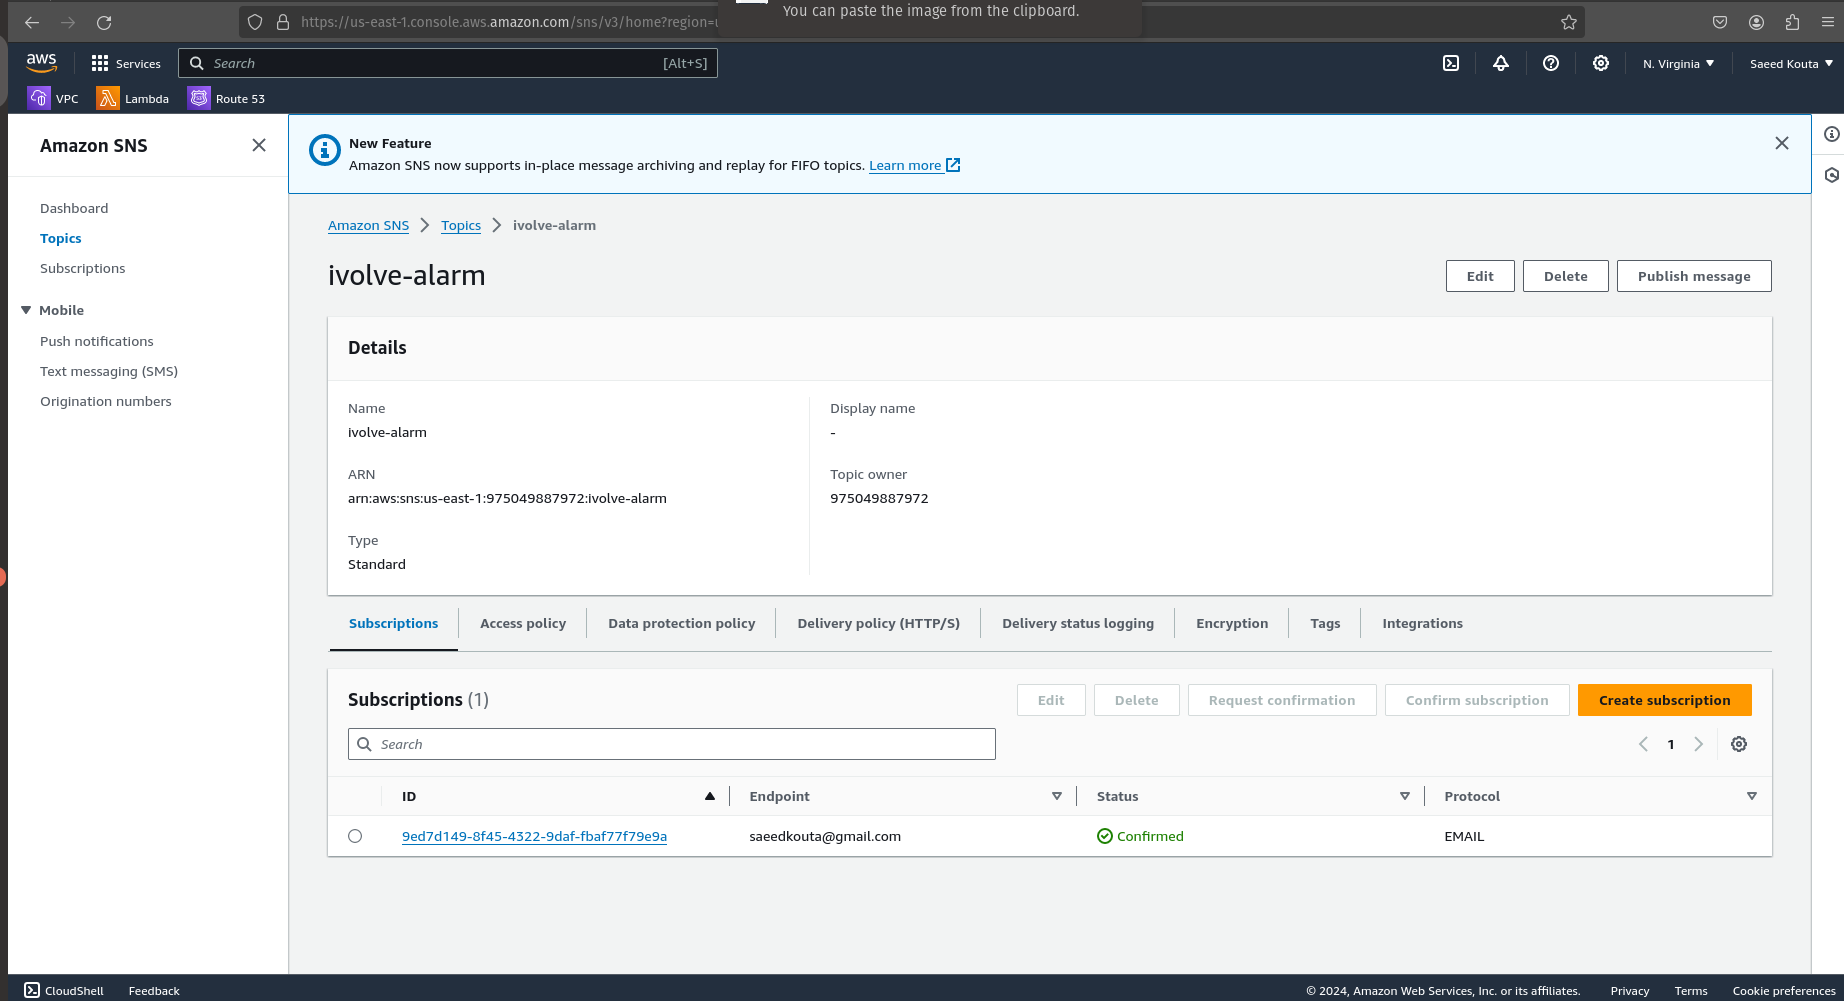 You can paste the image from the clipboard.
https://us-east-1.console.aws.amazon.com/sns/v3/home?region=u
aws
Services
Search
[Alt+S]
N. Virginia
Saeed Kouta
VPC
Lambda
Route 53
Amazon SNS
New Feature
Amazon SNS now supports in-place message archiving and replay for FIFO topics. Learn more
Dashboard
Topics
Subscriptions
Mobile
Push notifications
Text messaging (SMS)
Origination numbers
Amazon SNS
Topics
ivolve-alarm
ivolve-alarm
Edit
Delete
Publish message
Details
Name
ivolve-alarm
ARN
arn:aws:sns:us-east-1:975049887972:ivolve-alarm
Type
Standard
Display name
-
Topic owner
975049887972
Subscriptions
Access policy
Data protection policy
Delivery policy (HTTP/S)
Delivery status logging
Encryption
Tags
Integrations
Subscriptions (1)
Edit
Delete
Request confirmation
Confirm subscription
Create subscription
Search
1
ID
Endpoint
Status
Protocol
9ed7d149-8f45-4322-9daf-fbaf77f79e9a
saeedkouta@gmail.com
Confirmed
EMAIL
CloudShell
Feedback
© 2024, Amazon Web Services, Inc. or its affiliates.
Privacy
Terms
Cookie preferences